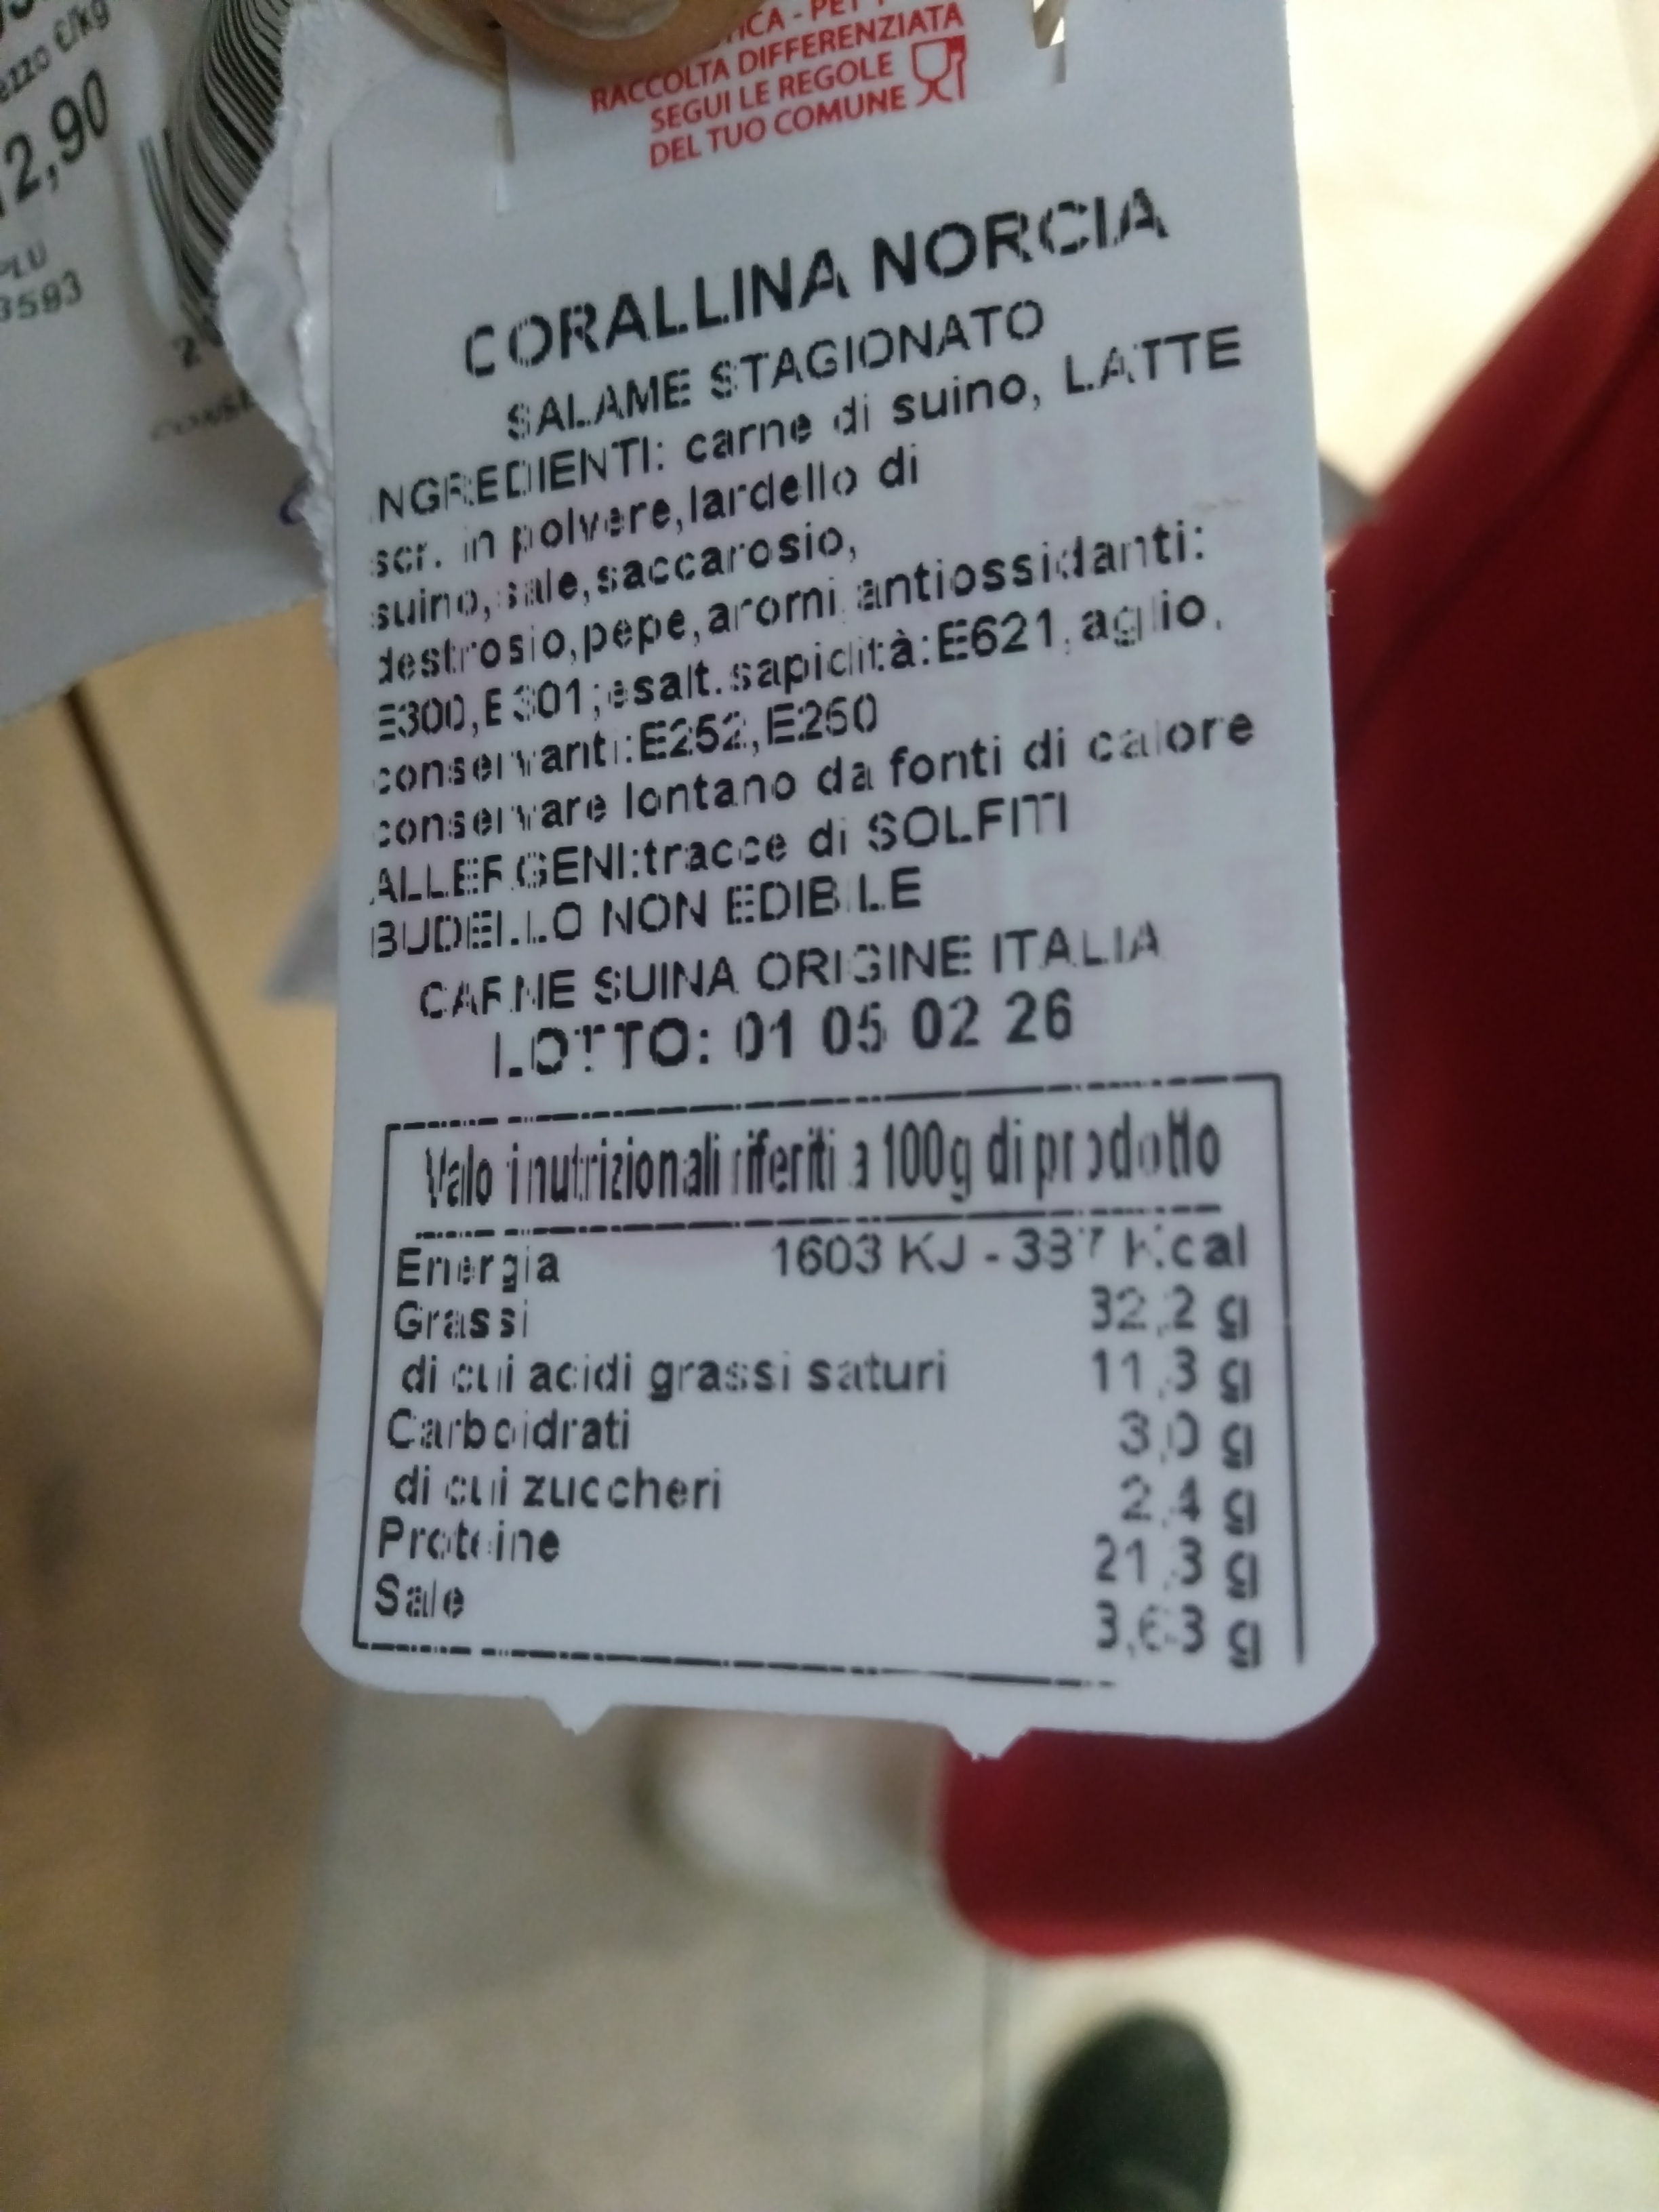 ezzo €/kg
2,90
PLU
3593
RACCOLTA DIFFERENZIATA
SEGUI LE REGOLE
DEL TUO COMUNE
CORALLINA NORCIA
SALAME STAGIONATO
INGREDIENTI: carne di suino, LATTE
scr. in polvere,lardello di
suino,sale,saccarosio,
destrosio,pepe,aromi antiossidanti:
E300,E301;esalt.sapidità:E621, aglio,
conservanti:E252,E250
conservare lontano da fonti di calore
ALLERGENI:tracce di SOLFITI
BUDELLO NON EDIBILE
CARNE SUINA ORIGINE ITALIA
LOTTO: 01 05 02 26
Valori nutrizionali riferiti a 100g di prodotto
Energia 1603 KJ - 387 Kcal
Grassi 32,2 g
di cui acidi grassi saturi 11,3 g
Carboidrati 3,0 g
di cui zuccheri 2,4 g
Proteine 21,3 g
Sale 3,63 g